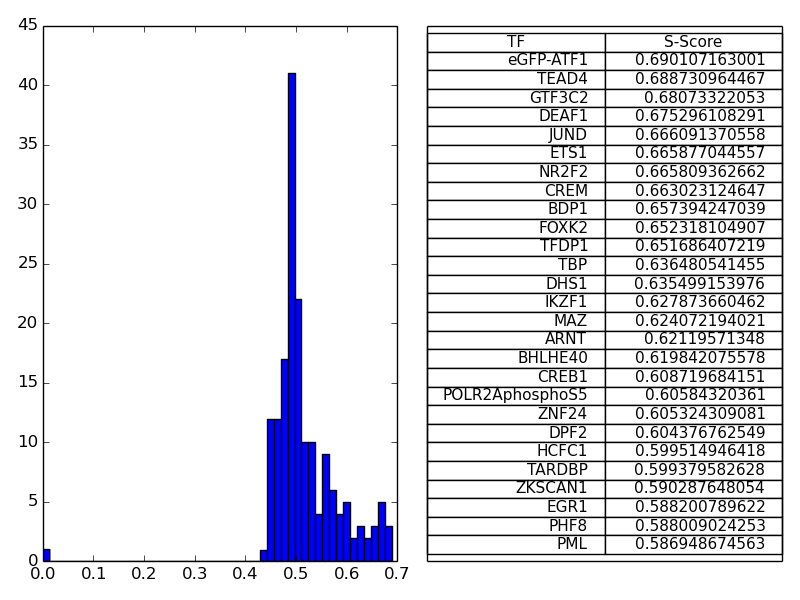 45
40
35
30
25
20
15
10
5
0
0.0 0.1 0.2 0.3 0.4 0.5 0.6 0.7
TF S-Score
eGFP-ATF1 0.690107163001
TEAD4 0.688730964467
GTF3C2 0.68073322053
DEAF1 0.675296108291
JUND 0.666091370558
ETS1 0.665877044557
NR2F2 0.665809362662
CREM 0.663023124647
BDP1 0.657394247039
FOXK2 0.652318104907
TFDP1 0.651686407219
TBP 0.636480541455
DHS1 0.635499153976
IKZF1 0.627873660462
MAZ 0.624072194021
ARNT 0.62119571348
BHLHE40 0.619842075578
CREB1 0.608719684151
POLR2AphosphoS5 0.60584320361
ZNF24 0.605324309081
DPF2 0.604376762549
HCFC1 0.599514946418
TARDBP 0.599379582628
ZKSCAN1 0.590287648054
EGR1 0.588200789622
PHF8 0.588009024253
PML 0.586948674563